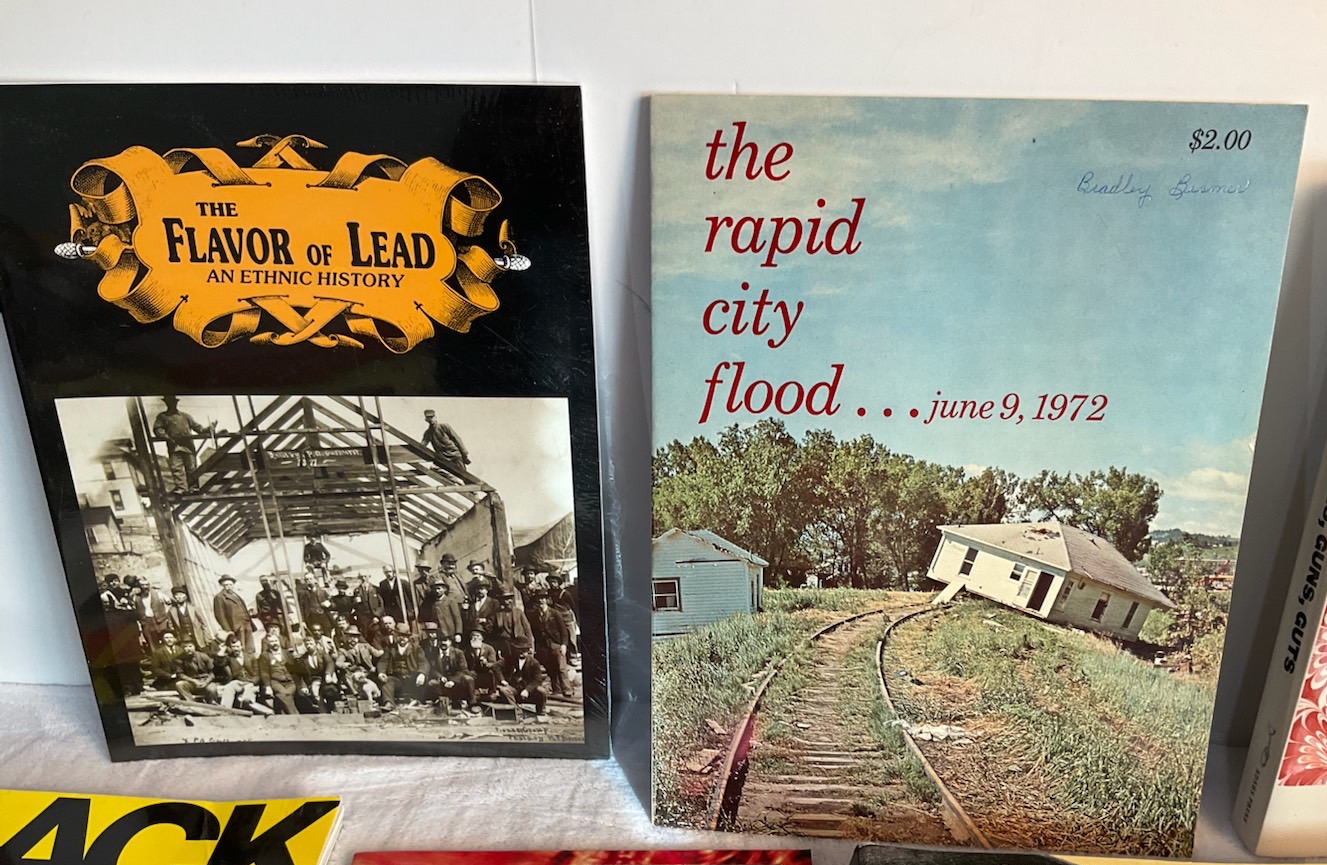 THE
FLAVOR OF LEAD
AN ETHNIC HISTORY
the
rapid
city
flood... june 9, 1972
$2.00
Bradley
GUNS, GUTS
ACK